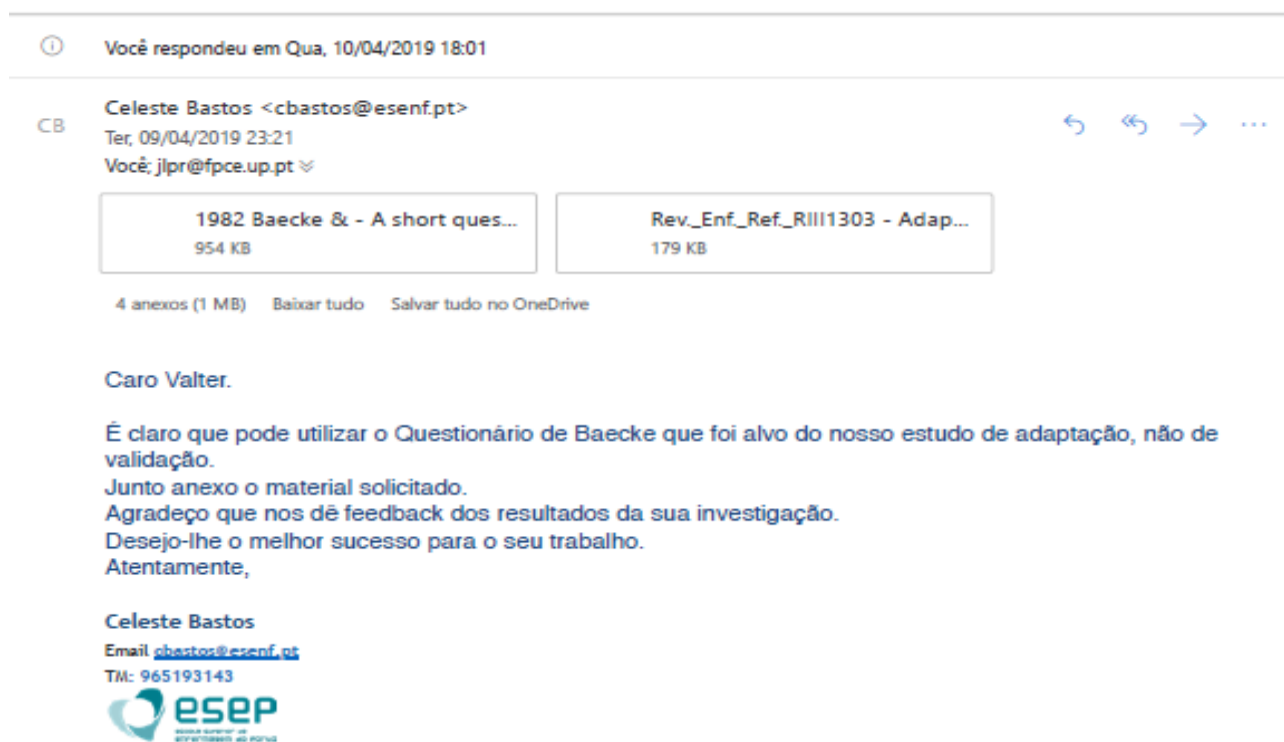 Você respondeu em Qua, 10/04/2019 18:01
CB
Celeste Bastos <cbastos@esenf.pt>
Ter, 09/04/2019 23:21
Você; jlpr@fpce.up.pt
1982 Baecke & - A short ques...
954 KB
Rev._Enf._Ref._RIII1303 - Adap...
179 KB
4 anexos (1 MB) Baixar tudo Salvar tudo no OneDrive
Caro Valter.
É claro que pode utilizar o Questionário de Baecke que foi alvo do nosso estudo de adaptação, não de
validação.
Junto anexo o material solicitado.
Agradeço que nos dê feedback dos resultados da sua investigação.
Desejo-lhe o melhor sucesso para o seu trabalho.
Atentamente,
Celeste Bastos
Email cbastos@esenf.pt
TM: 965193143
esep